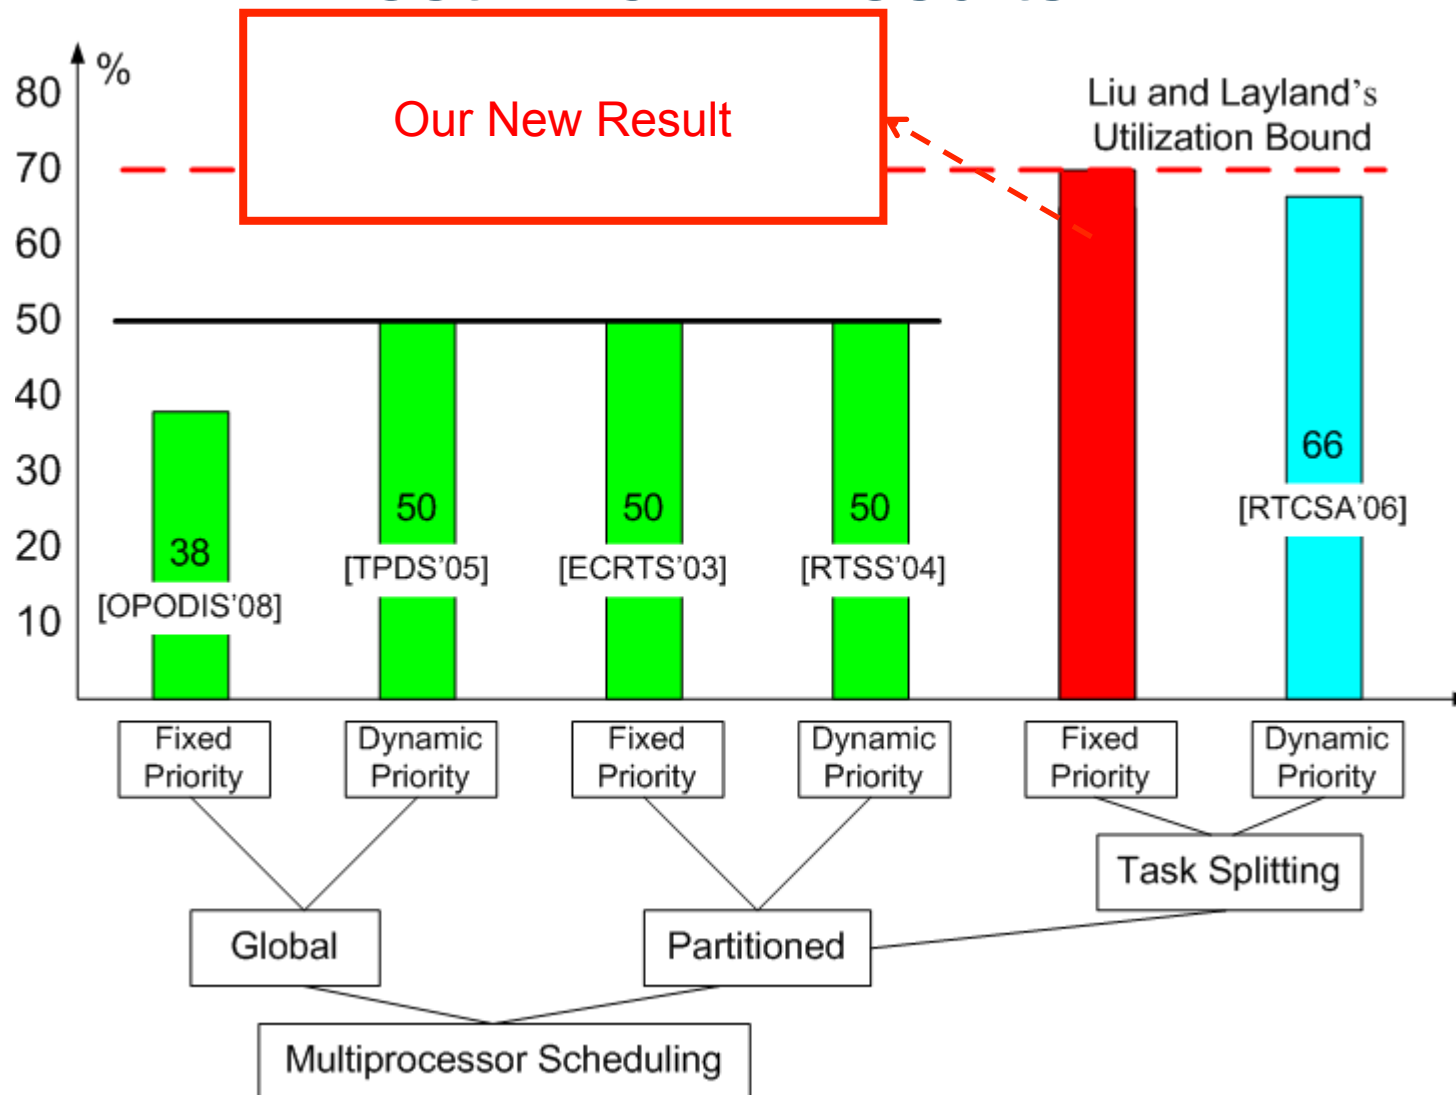 %
80
70
60
50
40
30
20
10
Our New Result
Liu and Layland's
Utilization Bound
38
[OPODIS'08]
50
[TPDS'05]
50
[ECRTS'03]
50
[RTSS'04]
66
[RTCSA'06]
Fixed
Priority
Dynamic
Priority
Fixed
Priority
Dynamic
Priority
Fixed
Priority
Dynamic
Priority
Task Splitting
Global
Partitioned
Multiprocessor Scheduling